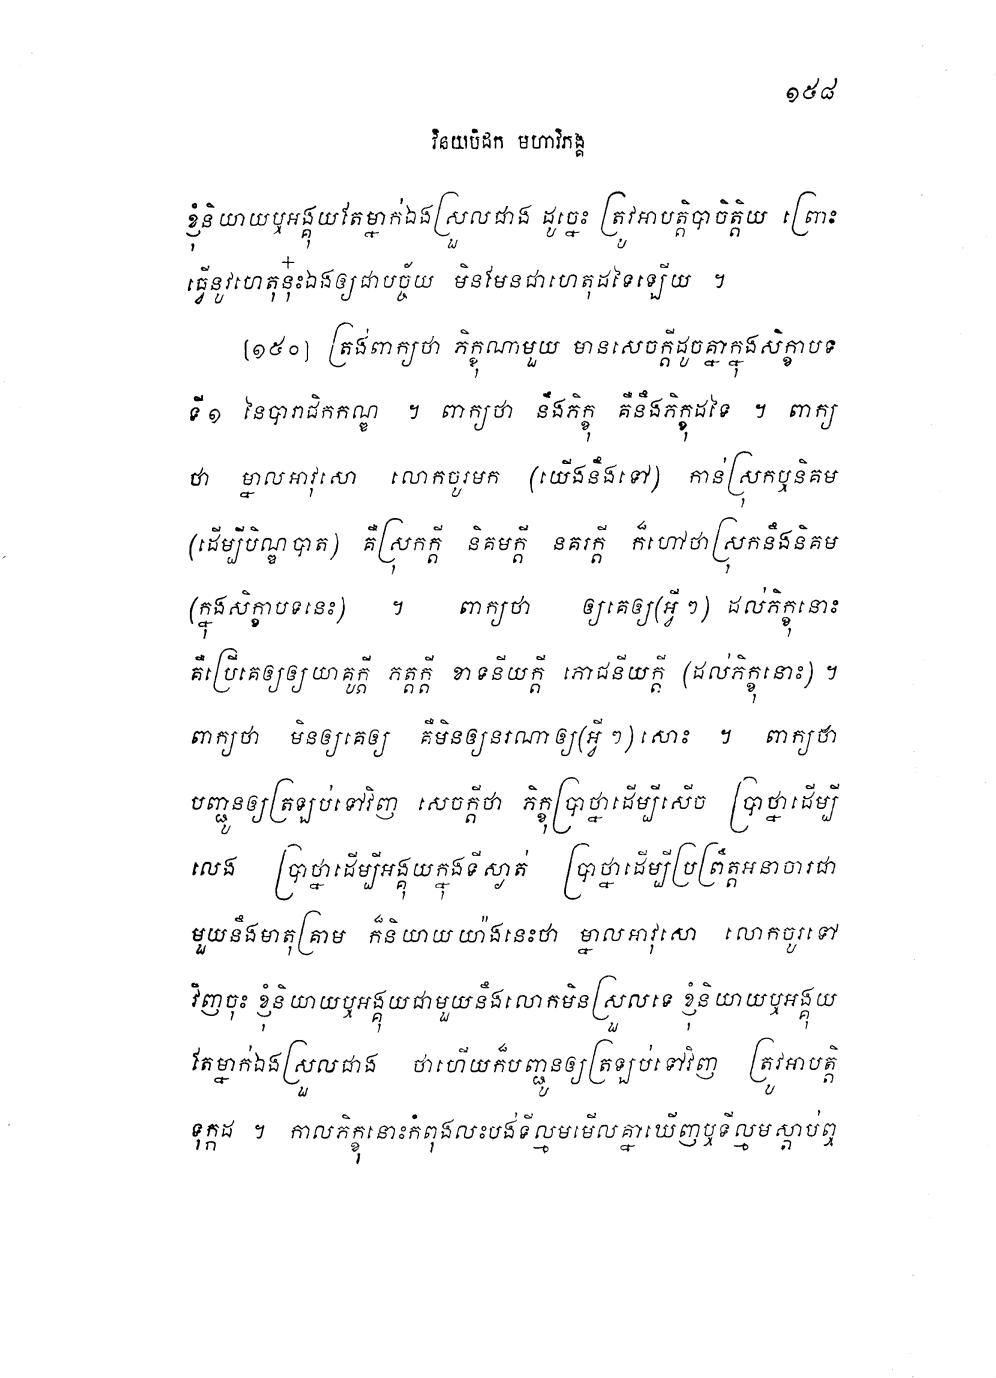 ១៥៨
វិនយបិដក មហាវិភង្គ
ខ្ញុំនិយាយឬអង្គុយតែម្នាក់ឯងស្រួលជាង ដូច្នេះ ត្រូវអាបត្តិបាចិត្តិយ ព្រោះ
ធ្វើនូវហេតុនុ៎ះឯងឲ្យជាបច្ច័យ មិនមែនជាហេតុដទៃឡើយ ។
[១៥០] ត្រង់ពាក្យថា ភិក្ខុណាមួយ មានសេចក្តីដូចគ្នាក្នុងសិក្ខាបទ
ទី១ នៃបារាជិកកណ្ឌ ។ ពាក្យថា នឹងភិក្ខុ គឺនឹងភិក្ខុដទៃ ។ ពាក្យ
ថា ម្នាលអាវុសោ លោកចូរមក (យើងនឹងទៅ) កាន់ស្រុកឬនិគម
(ដើម្បីបិណ្ឌបាត) គឺស្រុកក្តី និគមក្តី នគរក្តី ក៏ហៅថាស្រុកនឹងនិគម
(ក្នុងសិក្ខាបទនេះ) ។ ពាក្យថា ឲ្យគេឲ្យ(អ្វីៗ) ដល់ភិក្ខុនោះ
គឺប្រើគេឲ្យឲ្យយាគូក្តី ភត្តក្តី ខាទនីយក្តី ភោជនីយក្តី (ដល់ភិក្ខុនោះ) ។
ពាក្យថា មិនឲ្យគេឲ្យ គឺមិនឲ្យនរណាឲ្យ(អ្វីៗ)សោះ ។ ពាក្យថា
បញ្ជូនឲ្យត្រឡប់ទៅវិញ សេចក្តីថា ភិក្ខុប្រាថ្នាដើម្បីសើច ប្រាថ្នាដើម្បី
លេង ប្រាថ្នាដើម្បីអង្គុយក្នុងទីស្ងាត់ ប្រាថ្នាដើម្បីប្រព្រឹត្តអនាចារជា
មួយនឹងមាតុគ្រាម ក៏និយាយយ៉ាងនេះថា ម្នាលអាវុសោ លោកចូរទៅ
វិញចុះ ខ្ញុំនិយាយឬអង្គុយជាមួយនឹងលោកមិនស្រួលទេ ខ្ញុំនិយាយឬអង្គុយ
តែម្នាក់ឯងស្រួលជាង ថាហើយក៏បញ្ជូនឲ្យត្រឡប់ទៅវិញ ត្រូវអាបត្តិ
ទុក្កដ ។ កាលភិក្ខុនោះកំពុងលះបង់ទីល្មមមើលគ្នាឃើញឬទីល្មមស្តាប់ឮ